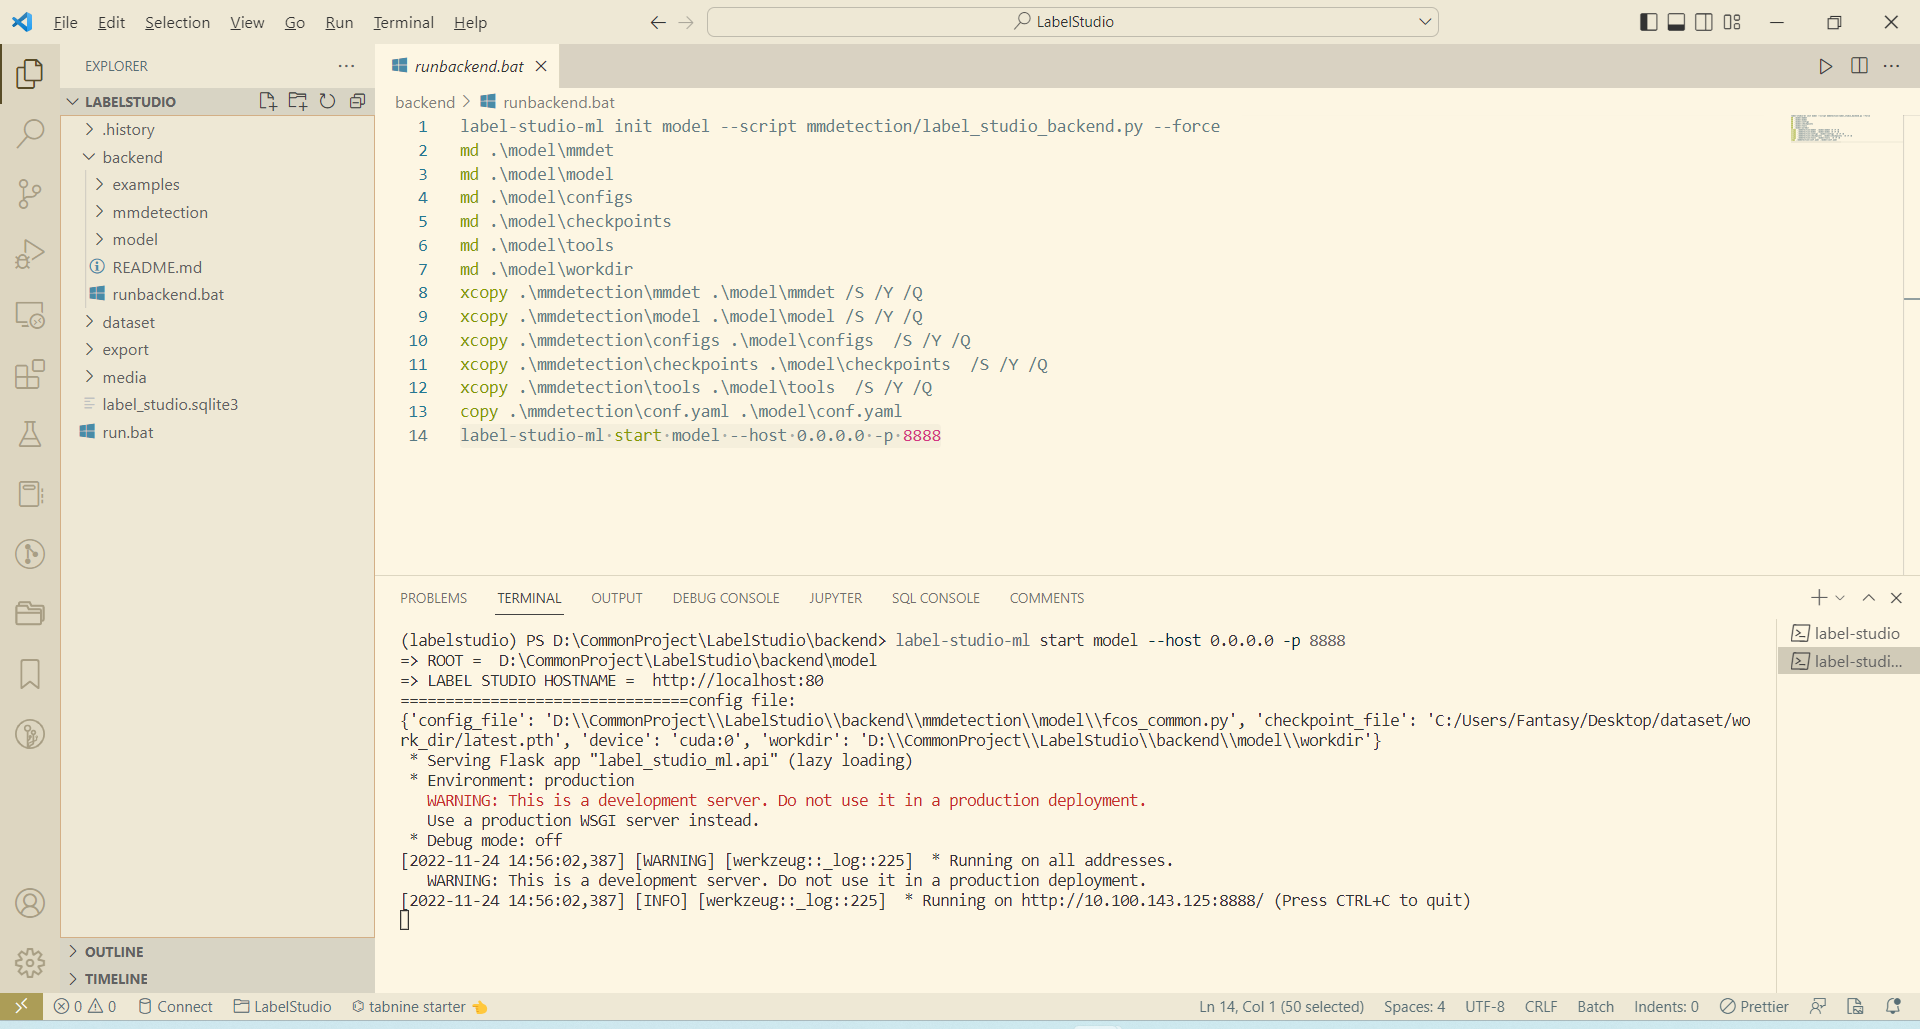 File Edit Selection View Go Run Terminal Help
LabelStudio
EXPLORER
LABELSTUDIO
.history
backend
examples
mmdetection
model
README.md
runbackend.bat
dataset
export
media
label_studio.sqlite3
run.bat
OUTLINE
TIMELINE
runbackend.bat
backend > runbackend.bat
1 label-studio-ml init model --script mmdetection/label_studio_backend.py --force
2 md .\model\mmdet
3 md .\model\model
4 md .\model\configs
5 md .\model\checkpoints
6 md .\model\tools
7 md .\model\workdir
8 xcopy .\mmdetection\mmdet .\model\mmdet /S /Y /Q
9 xcopy .\mmdetection\model .\model\model /S /Y /Q
10 xcopy .\mmdetection\configs .\model\configs  /S /Y /Q
11 xcopy .\mmdetection\checkpoints .\model\checkpoints  /S /Y /Q
12 xcopy .\mmdetection\tools .\model\tools  /S /Y /Q
13 copy .\mmdetection\conf.yaml .\model\conf.yaml
14 label-studio-ml·start·model·--host·0.0.0.0·-p·8888
PROBLEMS TERMINAL OUTPUT DEBUG CONSOLE JUPYTER SQL CONSOLE COMMENTS
(labelstudio) PS D:\CommonProject\LabelStudio\backend> label-studio-ml start model --host 0.0.0.0 -p 8888
=> ROOT =  D:\CommonProject\LabelStudio\backend\model
=> LABEL STUDIO HOSTNAME =  http://localhost:80
================================config file:
{'config_file': 'D:\\CommonProject\\LabelStudio\\backend\\mmdetection\\model\\fcos_common.py', 'checkpoint_file': 'C:/Users/Fantasy/Desktop/dataset/wo
rk_dir/latest.pth', 'device': 'cuda:0', 'workdir': 'D:\\CommonProject\\LabelStudio\\backend\\model\\workdir'}
* Serving Flask app "label_studio_ml.api" (lazy loading)
* Environment: production
WARNING: This is a development server. Do not use it in a production deployment.
Use a production WSGI server instead.
* Debug mode: off
[2022-11-24 14:56:02,387] [WARNING] [werkzeug::_log::225]  * Running on all addresses.
WARNING: This is a development server. Do not use it in a production deployment.
[2022-11-24 14:56:02,387] [INFO] [werkzeug::_log::225]  * Running on http://10.100.143.125:8888/ (Press CTRL+C to quit)
label-studio
label-studi...
0 0 Connect LabelStudio tabnine starter 👈 Ln 14, Col 1 (50 selected) Spaces: 4 UTF-8 CRLF Batch Indents: 0 Prettier